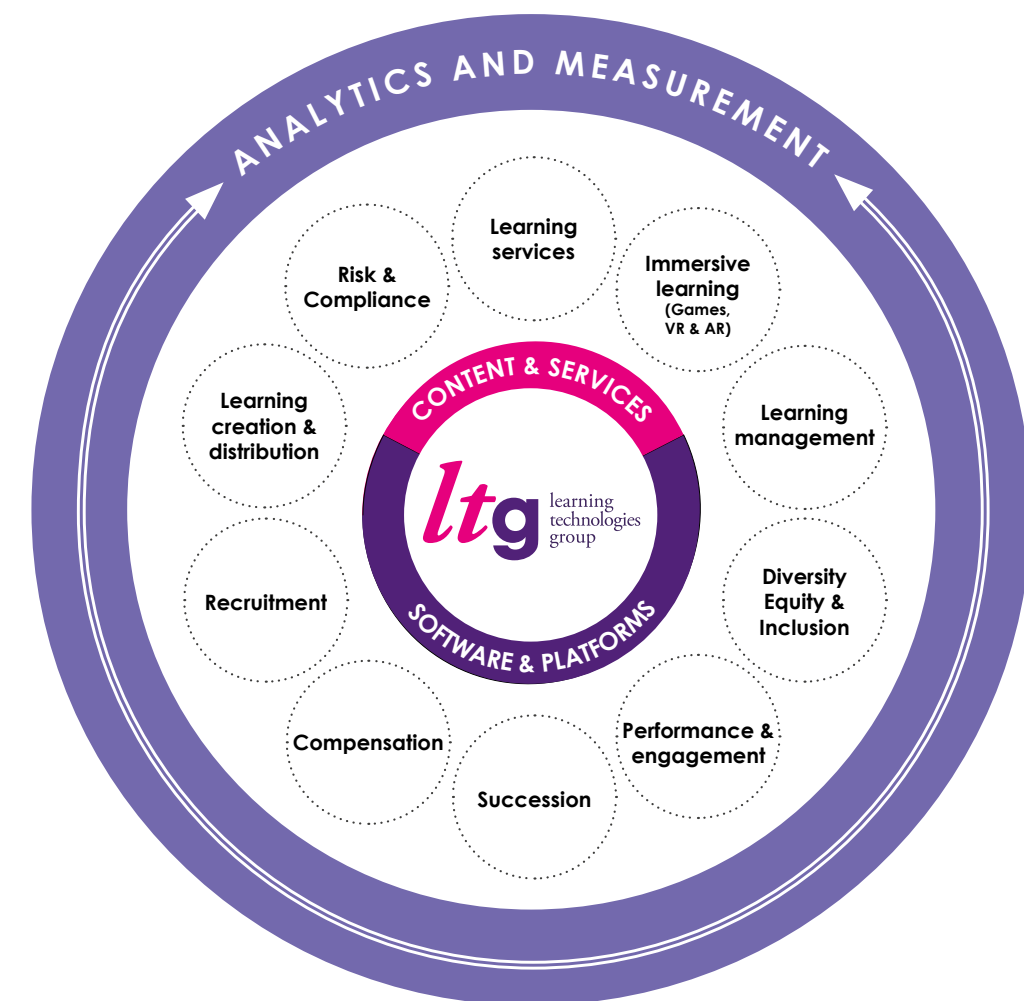 ANALYTICS AND MEASUREMENT
Learning
services
Immersive
learning
(Games,
VR & AR)
Learning
management
Diversity
Equity &
Inclusion
Performance &
engagement
Succession
Compensation
Recruitment
Learning
creation &
distribution
Risk &
Compliance
CONTENT & SERVICES
ltg
learning
technologies
group
SOFTWARE & PLATFORMS